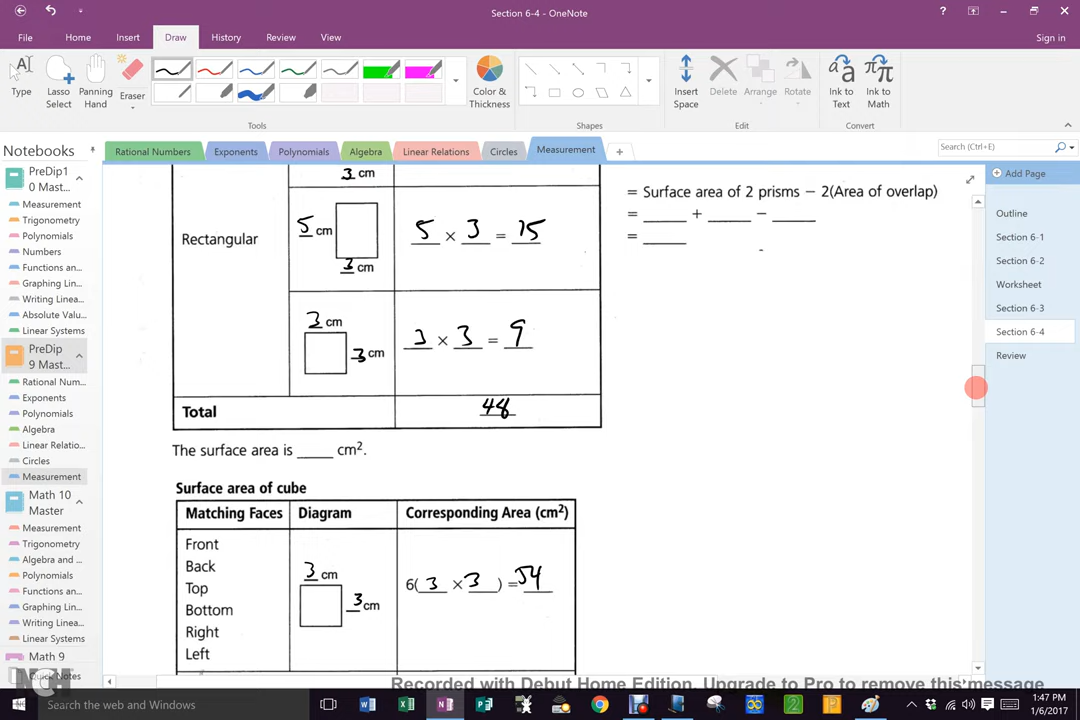 Section 6-4 - OneNote
Sign in
File Home Insert Draw History Review View
Type
Lasso Select
Panning Hand
Eraser
Color & Thickness
Insert Space
Delete
Arrange
Rotate
Ink to Text
Ink to Math
Tools
Shapes
Edit
Convert
Notebooks
Rational Numbers Exponents Polynomials Algebra Linear Relations Circles Measurement
Search (Ctrl+E)
PreDip1 0 Mast...
Measurement
Trigonometry
Polynomials
Numbers
Functions an...
Graphing Lin...
Writing Linea...
Absolute Valu...
Linear Systems
PreDip 9 Mast...
Rational Num...
Exponents
Polynomials
Algebra
Linear Relatio...
Circles
Measurement
Math 10 Master
Measurement
Trigonometry
Algebra and ...
Polynomials
Functions an...
Graphing Lin...
Writing Linea...
Linear Systems
Math 9
Quick Notes
3 cm
Rectangular
5 cm
3 cm
5 × 3 = 15
3 cm
3 cm
3 × 3 = 9
Total 48
The surface area is _____ cm².
Surface area of cube
Matching Faces Diagram Corresponding Area (cm²)
Front
Back
Top
Bottom
Right
Left
3 cm
3 cm
6( 3 × 3 ) = 54
= Surface area of 2 prisms − 2(Area of overlap)
= ______ + ______ − ______
= ______
Add Page
Outline
Section 6-1
Section 6-2
Worksheet
Section 6-3
Section 6-4
Review
NCH
Recorded with Debut Home Edition. Upgrade to Pro to remove this message
Search the web and Windows
1:47 PM
1/6/2017